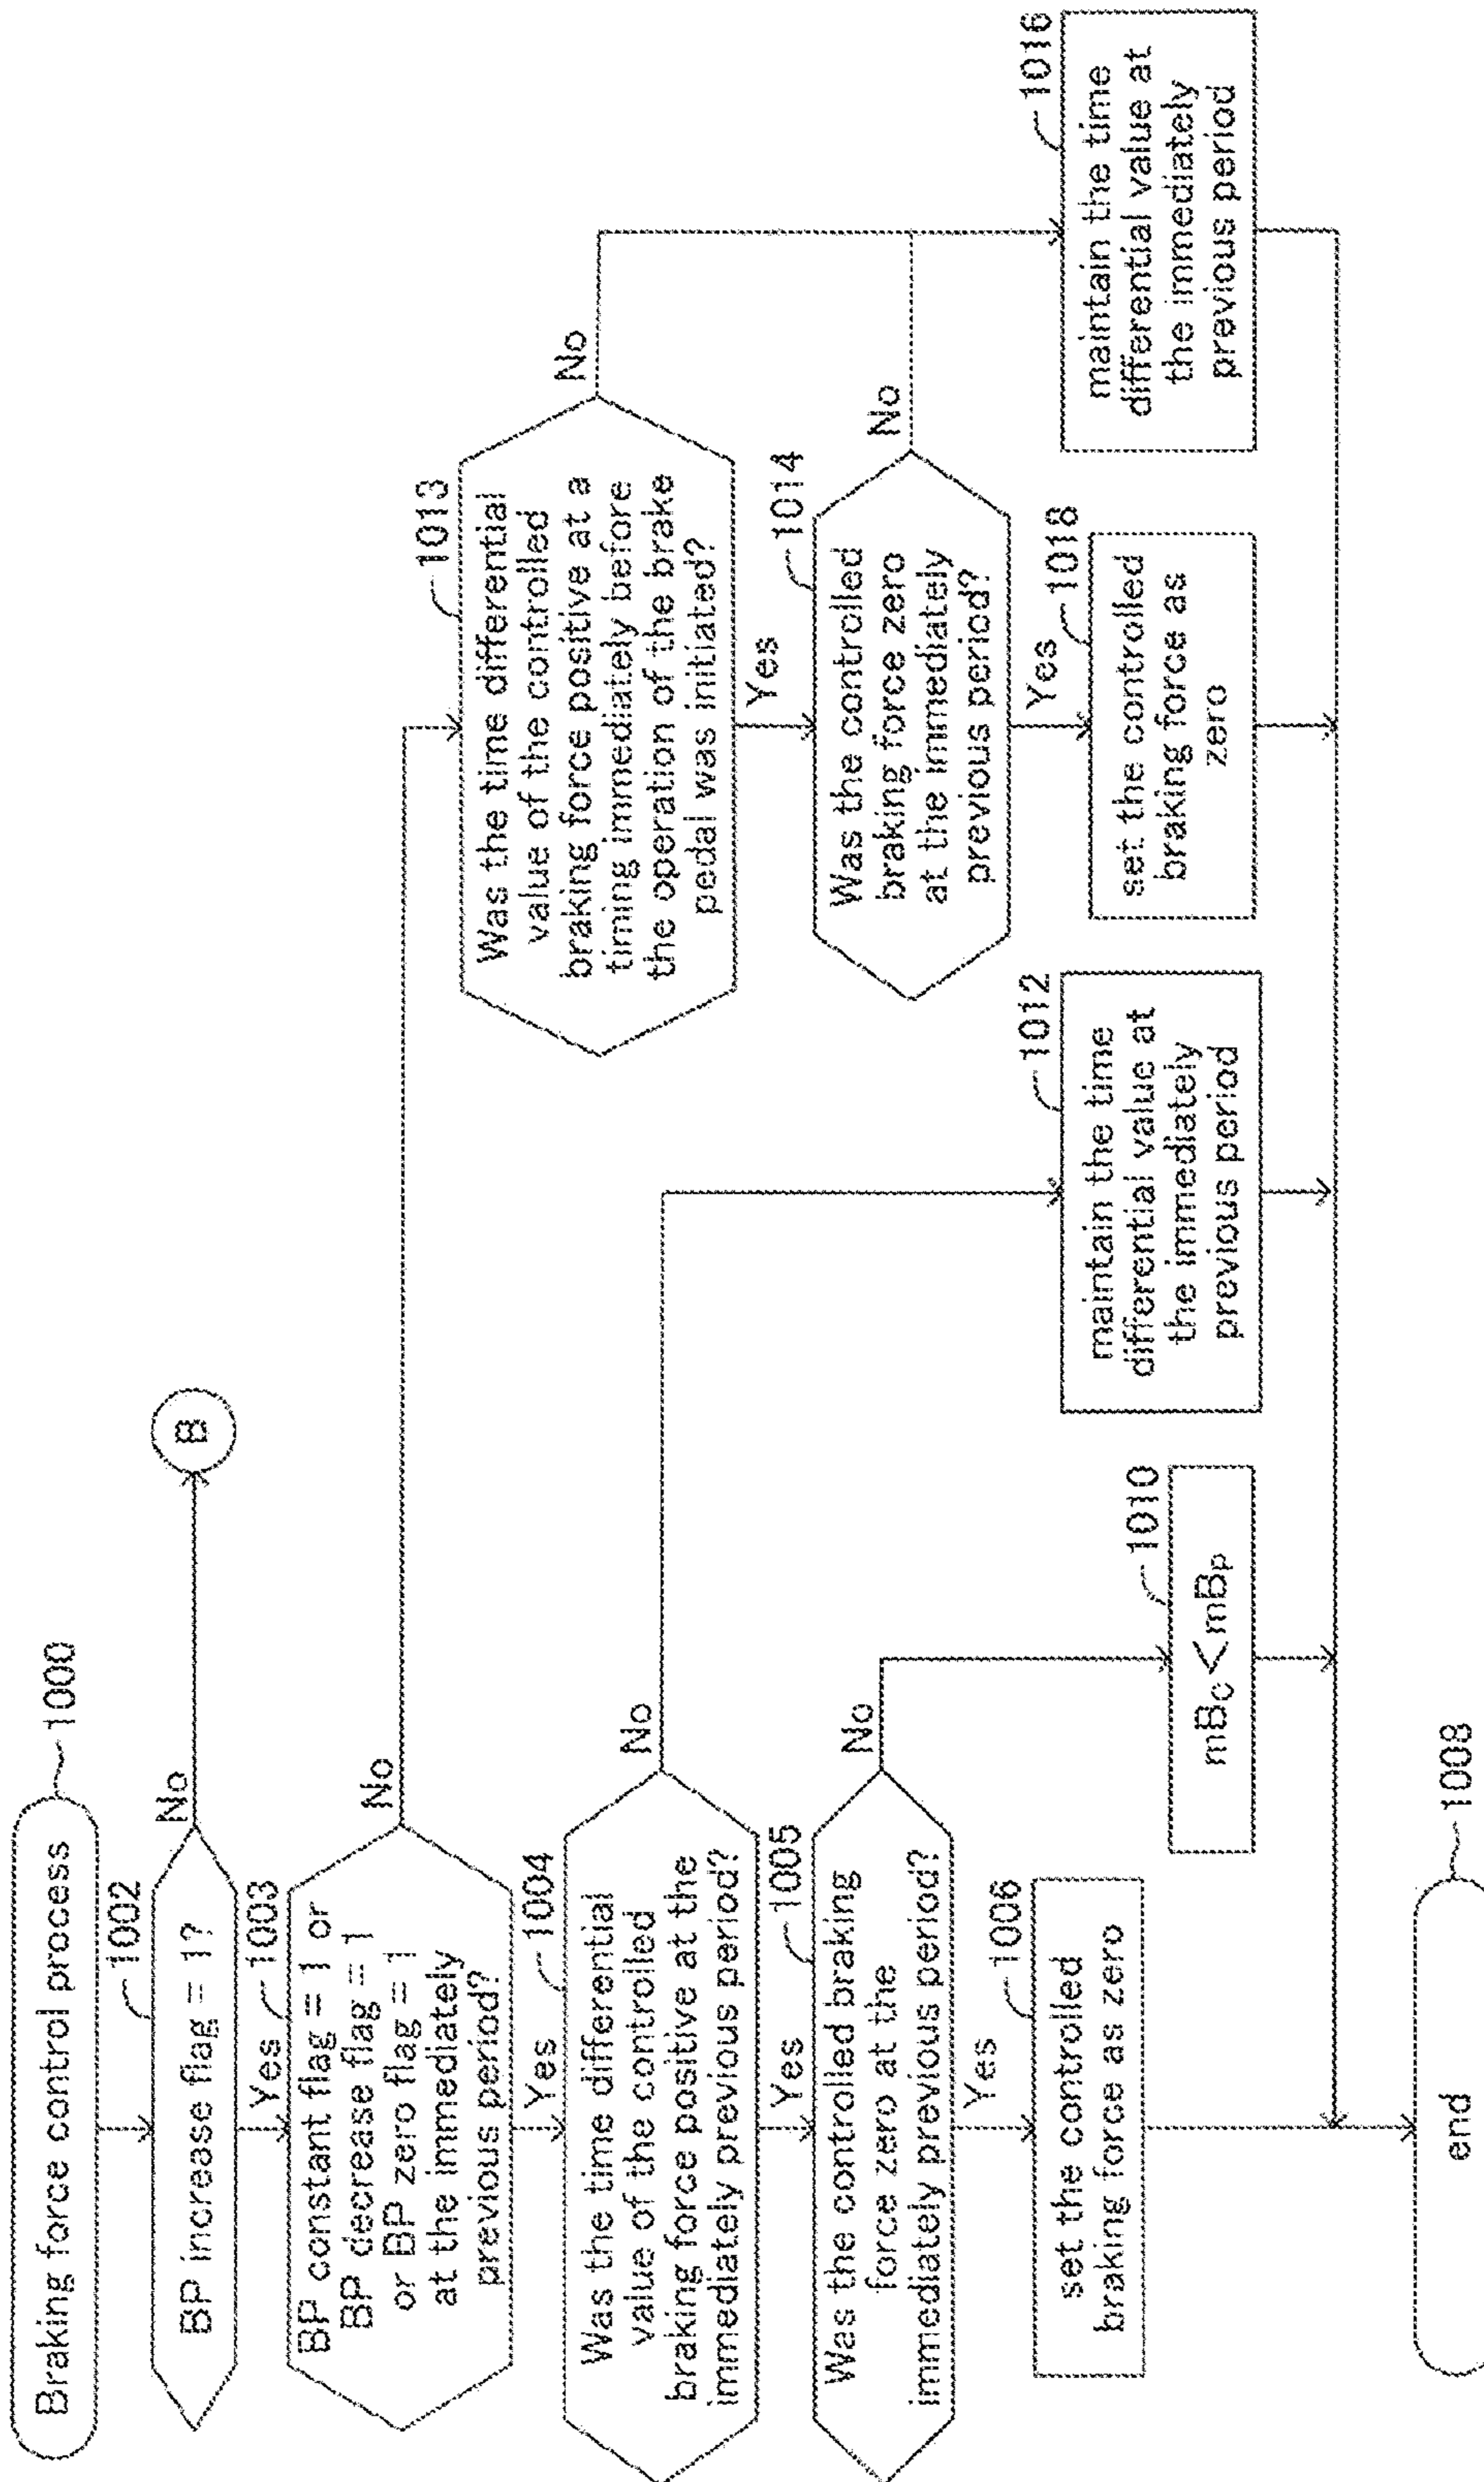 Braking force control process
1000
1002
BP increase flag = 1?
No
B
Yes
1003
BP constant flag = 1 or
BP decrease flag = 1
or BP zero flag = 1
at the immediately
previous period?
No
Yes
1004
Was the time differential
value of the controlled
braking force positive at the
immediately previous period?
No
Yes
1005
Was the controlled braking
force zero at the
immediately previous period?
No
Yes
1006
set the controlled
braking force as zero
1010
mBc<mBp
1012
maintain the time
differential value at
the immediately
previous period
1013
Was the time differential
value of the controlled
braking force positive at a
timing immediately before
the operation of the brake
pedal was initiated?
No
Yes
1014
Was the controlled
braking force zero
at the immediately
previous period?
No
Yes
1018
set the controlled
braking force as
zero
1016
maintain the time
differential value at
the immediately
previous period
end
1008